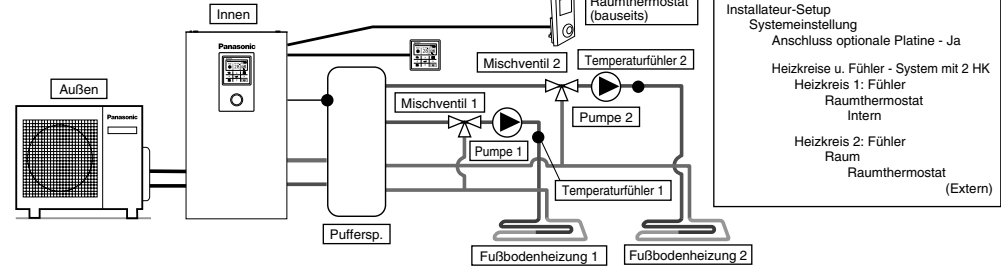 Innen
Raumthermostat
(bauseits)
Panasonic
Außen
Panasonic
Mischventil 2
Temperaturfühler 2
Mischventil 1
Pumpe 2
Pumpe 1
Temperaturfühler 1
Puffersp.
Fußbodenheizung 1
Fußbodenheizung 2
Installateur-Setup
Systemeinstellung
Anschluss optionale Platine - Ja
Heizkreise u. Fühler - System mit 2 HK
Heizkreis 1: Fühler
Raumthermostat
Intern
Heizkreis 2: Fühler
Raum
Raumthermostat
(Extern)